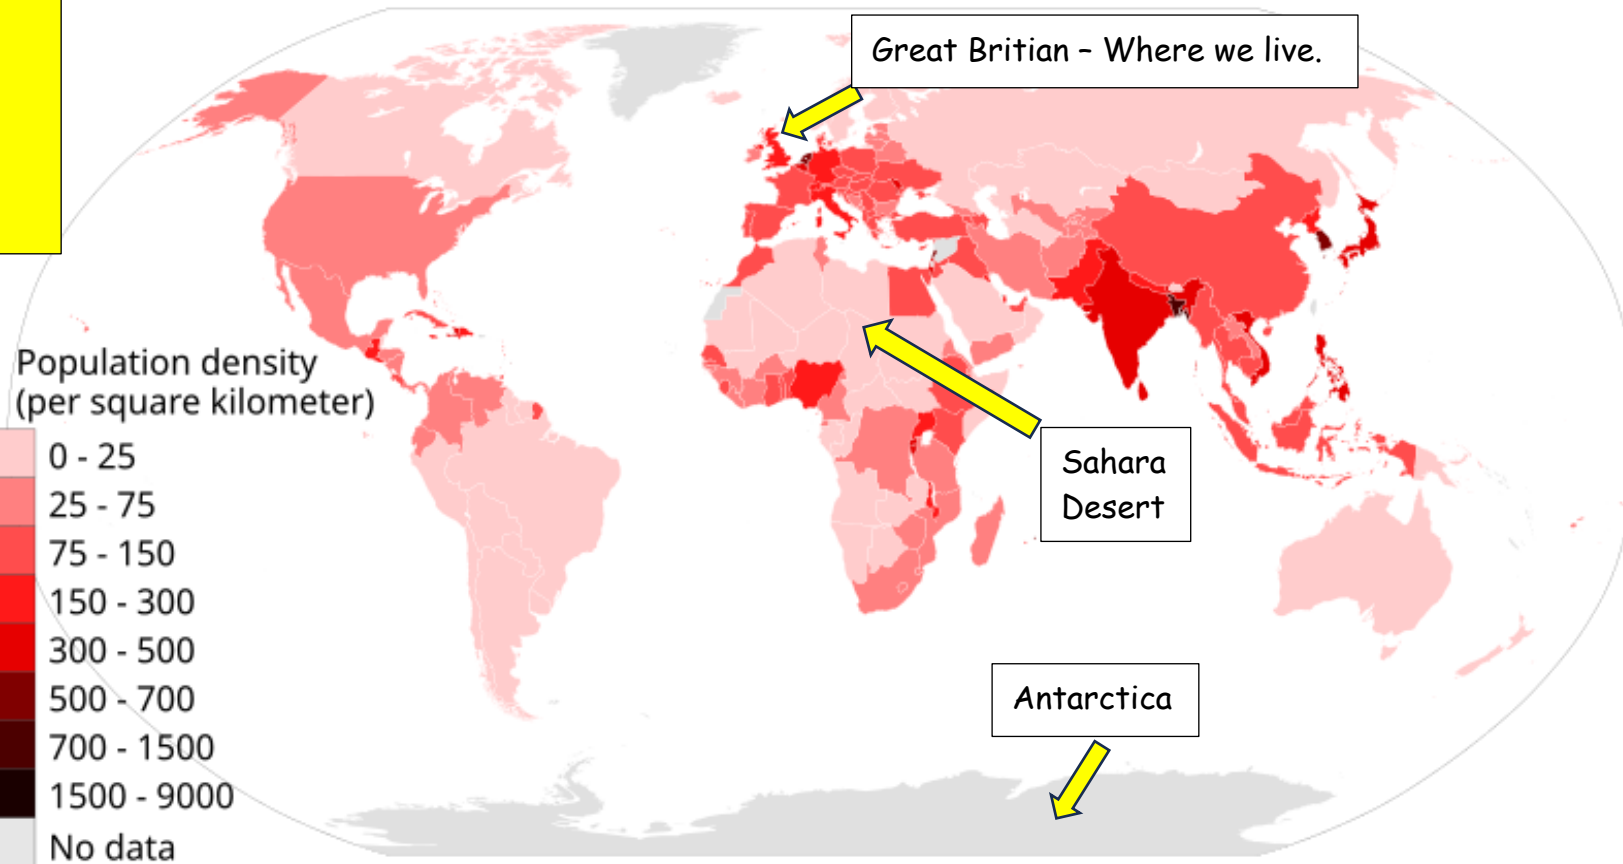 Great Britian – Where we live.
Population density
(per square kilometer)
0 - 25
25 - 75
75 - 150
150 - 300
300 - 500
500 - 700
700 - 1500
1500 - 9000
No data
Sahara
Desert
Antarctica